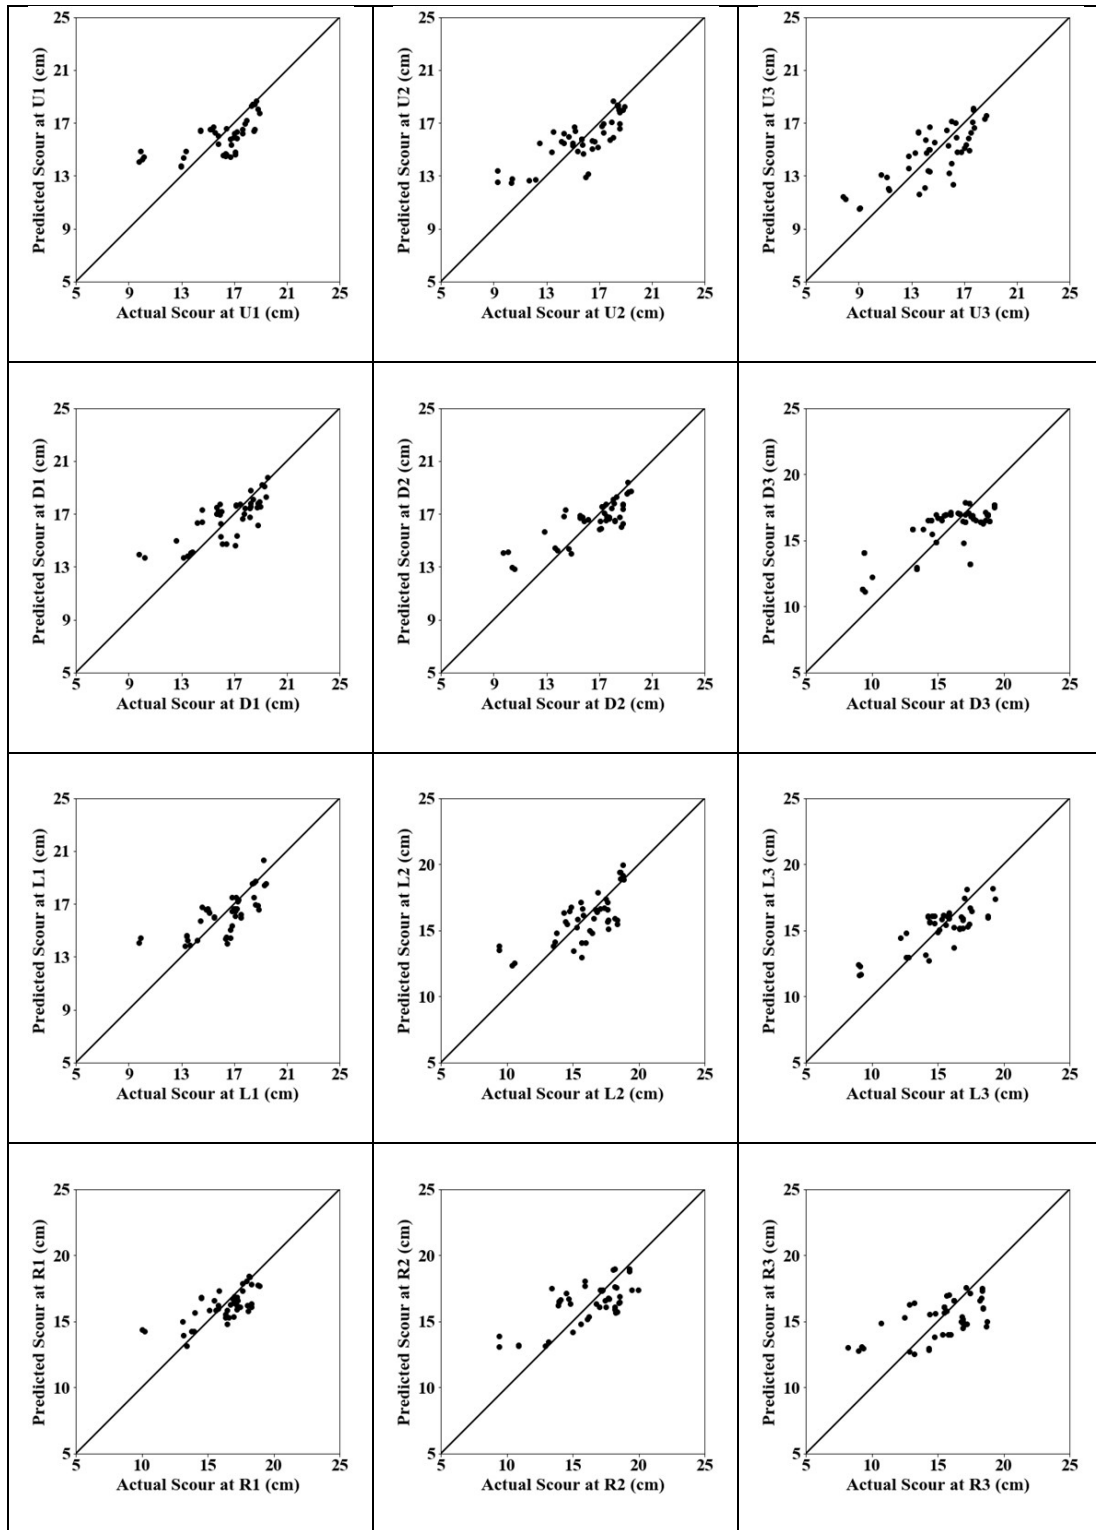 25
21
17
13
9
5
Predicted Scour at U1 (cm)
5 9 13 17 21 25
Actual Scour at U1 (cm)
25
21
17
13
9
5
Predicted Scour at U2 (cm)
5 9 13 17 21 25
Actual Scour at U2 (cm)
25
21
17
13
9
5
Predicted Scour at U3 (cm)
5 9 13 17 21 25
Actual Scour at U3 (cm)
25
21
17
13
9
5
Predicted Scour at D1 (cm)
5 9 13 17 21 25
Actual Scour at D1 (cm)
25
21
17
13
9
5
Predicted Scour at D2 (cm)
5 9 13 17 21 25
Actual Scour at D2 (cm)
25
20
15
10
5
Predicted Scour at D3 (cm)
5 10 15 20 25
Actual Scour at D3 (cm)
25
21
17
13
9
5
Predicted Scour at L1 (cm)
5 9 13 17 21 25
Actual Scour at L1 (cm)
25
20
15
10
5
Predicted Scour at L2 (cm)
5 10 15 20 25
Actual Scour at L2 (cm)
25
20
15
10
5
Predicted Scour at L3 (cm)
5 10 15 20 25
Actual Scour at L3 (cm)
25
20
15
10
5
Predicted Scour at R1 (cm)
5 10 15 20 25
Actual Scour at R1 (cm)
25
20
15
10
5
Predicted Scour at R2 (cm)
5 10 15 20 25
Actual Scour at R2 (cm)
25
20
15
10
5
Predicted Scour at R3 (cm)
5 10 15 20 25
Actual Scour at R3 (cm)